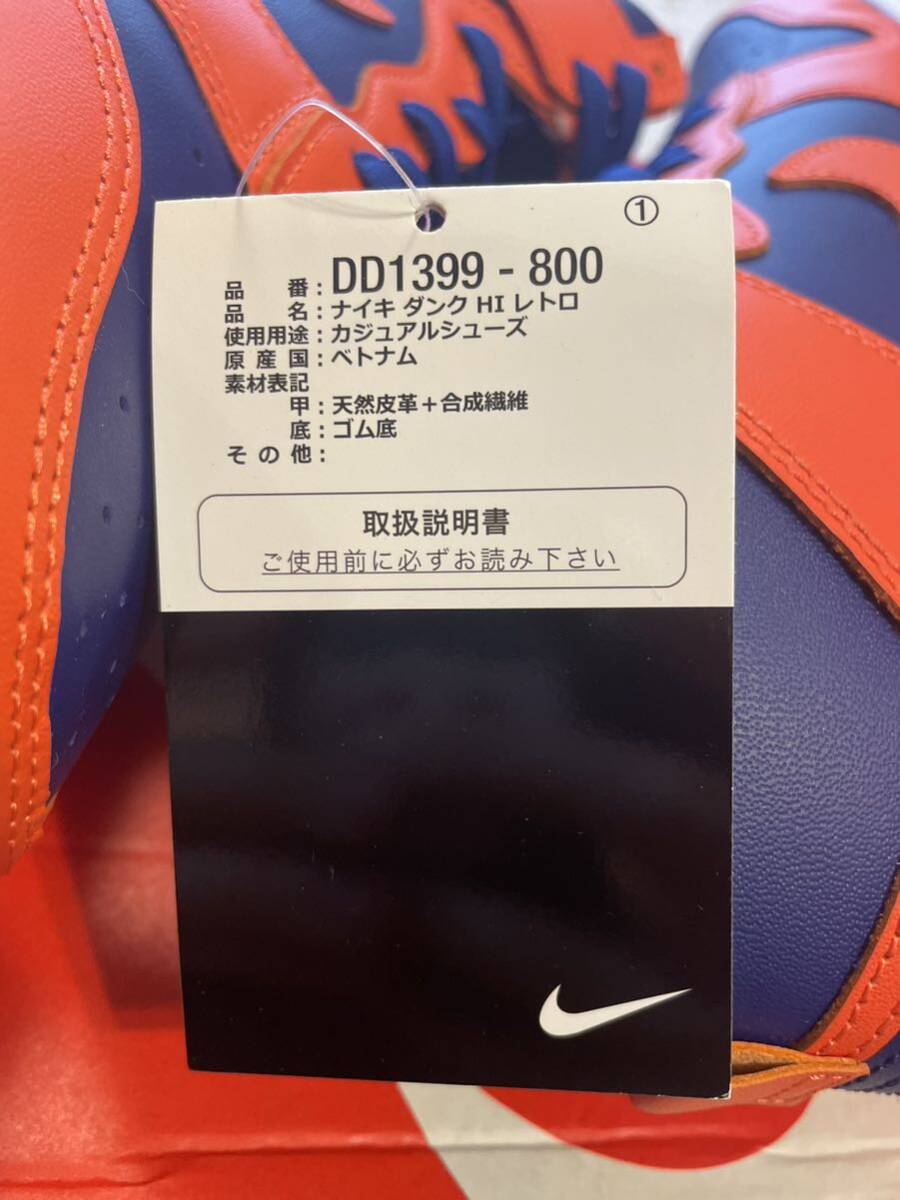 ①
品番：DD1399 - 800
品名：ナイキ ダンク HI レトロ
使用用途：カジュアルシューズ
原産国：ベトナム
素材表記
甲：天然皮革＋合成繊維
底：ゴム底
その他：
取扱説明書
ご使用前に必ずお読み下さい